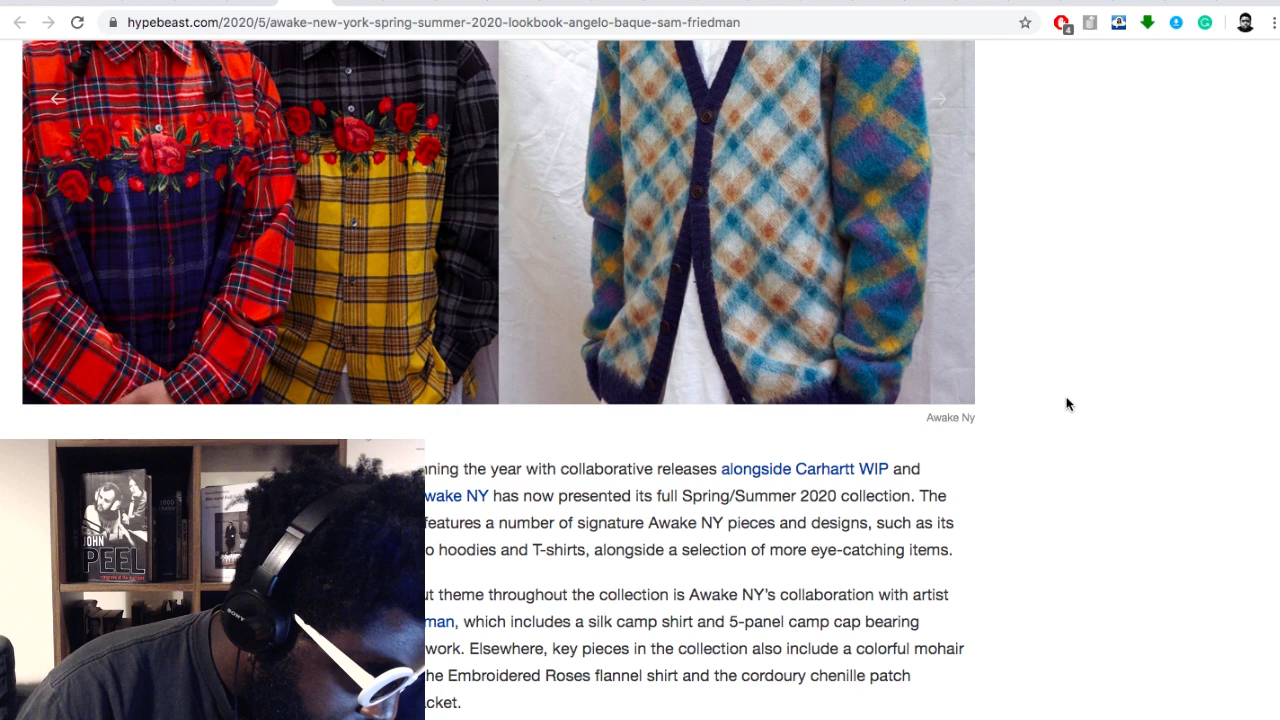 hypebeast.com/2020/5/awake-new-york-spring-summer-2020-lookbook-angelo-baque-sam-friedman
4
Awake Ny
nning the year with collaborative releases alongside Carhartt WIP and
wake NY has now presented its full Spring/Summer 2020 collection. The
features a number of signature Awake NY pieces and designs, such as its
o hoodies and T-shirts, alongside a selection of more eye-catching items.
ut theme throughout the collection is Awake NY's collaboration with artist
man, which includes a silk camp shirt and 5-panel camp cap bearing
work. Elsewhere, key pieces in the collection also include a colorful mohair
he Embroidered Roses flannel shirt and the cordoury chenille patch
cket.
JOHN
PEEL
SONY